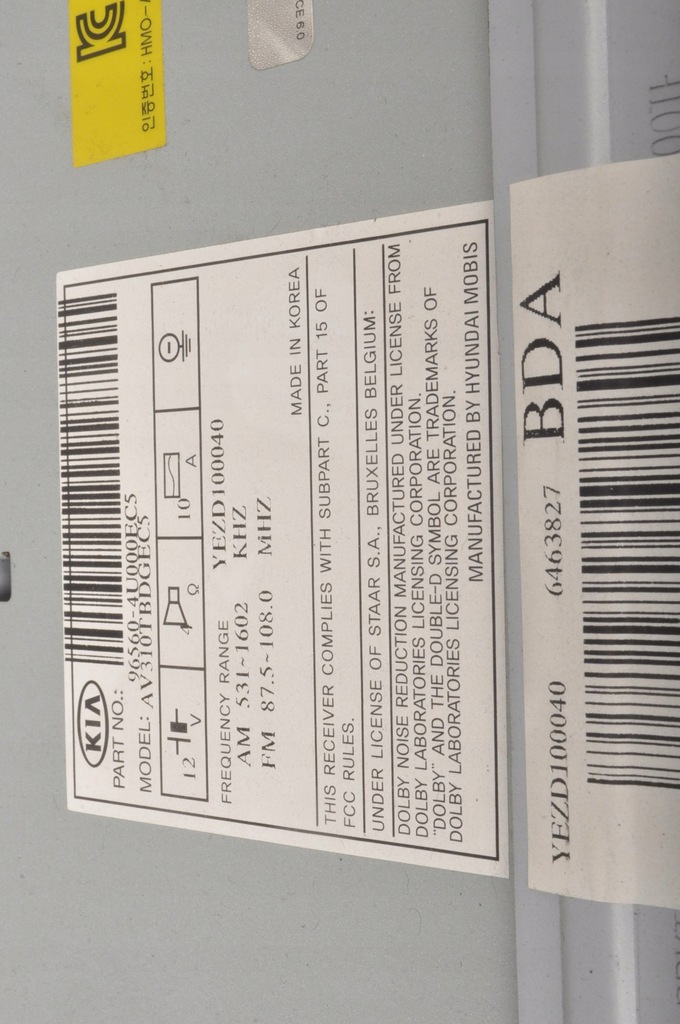 인증번호: HMO-
CE 6.0
KIA
PART NO.: 96560-4U000EC5
MODEL: AV310TBDGEC5
12 V
4 Ω
10 A
FREQUENCY RANGE YEZD100040
AM 531~1602 KHZ
FM 87.5~108.0 MHZ
MADE IN KOREA
THIS RECEIVER COMPLIES WITH SUBPART C., PART 15 OF
FCC RULES.
UNDER LICENSE OF STAAR S.A., BRUXELLES BELGIUM:
DOLBY NOISE REDUCTION MANUFACTURED UNDER LICENSE FROM
DOLBY LABORATORIES LICENSING CORPORATION.
"DOLBY" AND THE DOUBLE-D SYMBOL ARE TRADEMARKS OF
DOLBY LABORATORIES LICENSING CORPORATION.
MANUFACTURED BY HYUNDAI MOBIS
YEZD100040 6463827 BDA